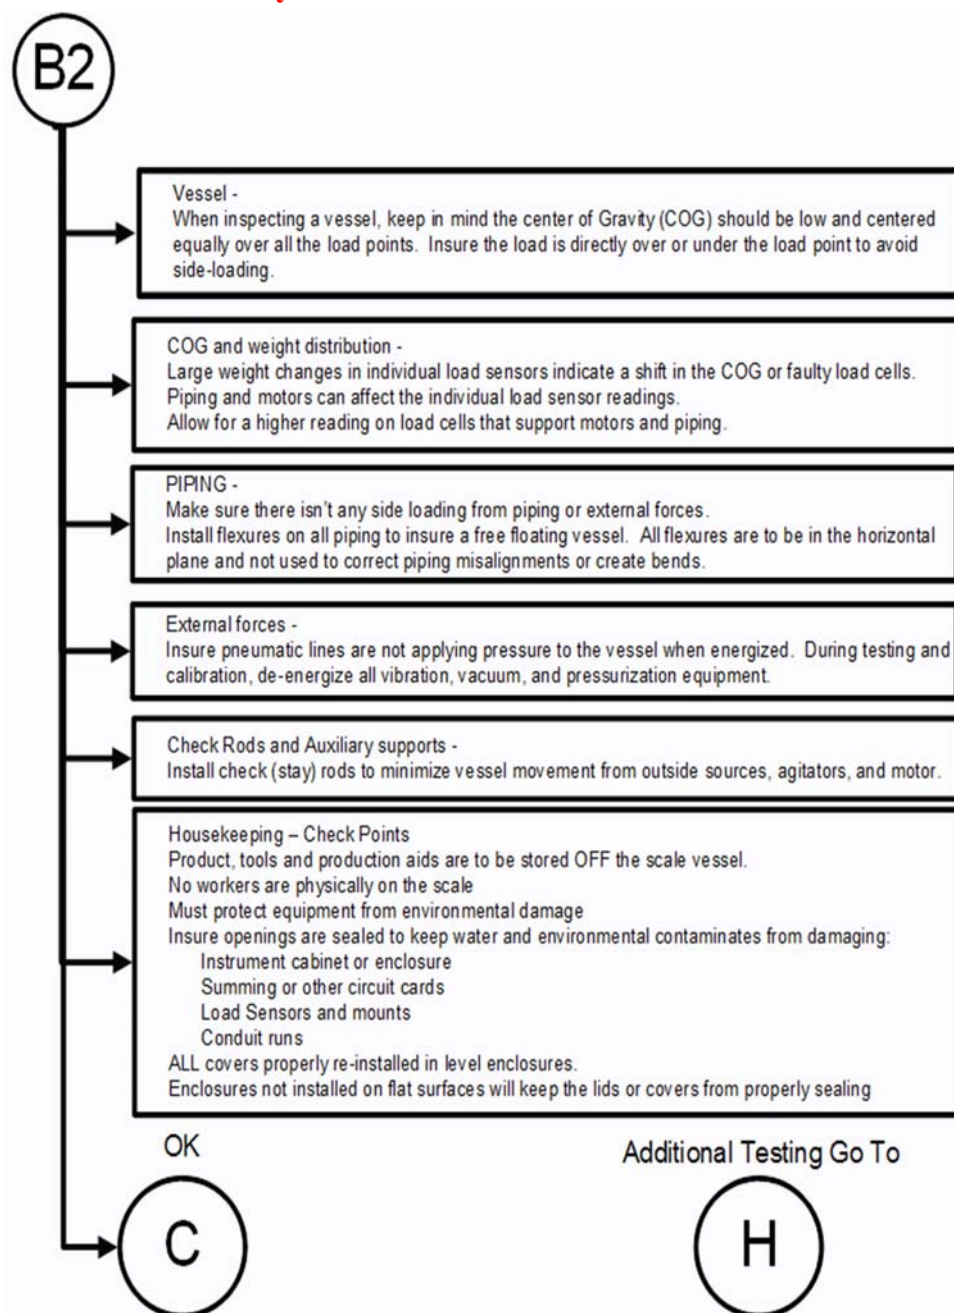 B2
Vessel -
When inspecting a vessel, keep in mind the center of Gravity (COG) should be low and centered
equally over all the load points. Insure the load is directly over or under the load point to avoid
side-loading.
COG and weight distribution -
Large weight changes in individual load sensors indicate a shift in the COG or faulty load cells.
Piping and motors can affect the individual load sensor readings.
Allow for a higher reading on load cells that support motors and piping.
PIPING -
Make sure there isn't any side loading from piping or external forces.
Install flexures on all piping to insure a free floating vessel. All flexures are to be in the horizontal
plane and not used to correct piping misalignments or create bends.
External forces -
Insure pneumatic lines are not applying pressure to the vessel when energized. During testing and
calibration, de-energize all vibration, vacuum, and pressurization equipment.
Check Rods and Auxiliary supports -
Install check (stay) rods to minimize vessel movement from outside sources, agitators, and motor.
Housekeeping – Check Points
Product, tools and production aids are to be stored OFF the scale vessel.
No workers are physically on the scale
Must protect equipment from environmental damage
Insure openings are sealed to keep water and environmental contaminates from damaging:
Instrument cabinet or enclosure
Summing or other circuit cards
Load Sensors and mounts
Conduit runs
ALL covers properly re-installed in level enclosures.
Enclosures not installed on flat surfaces will keep the lids or covers from properly sealing
OK
Additional Testing Go To
C
H